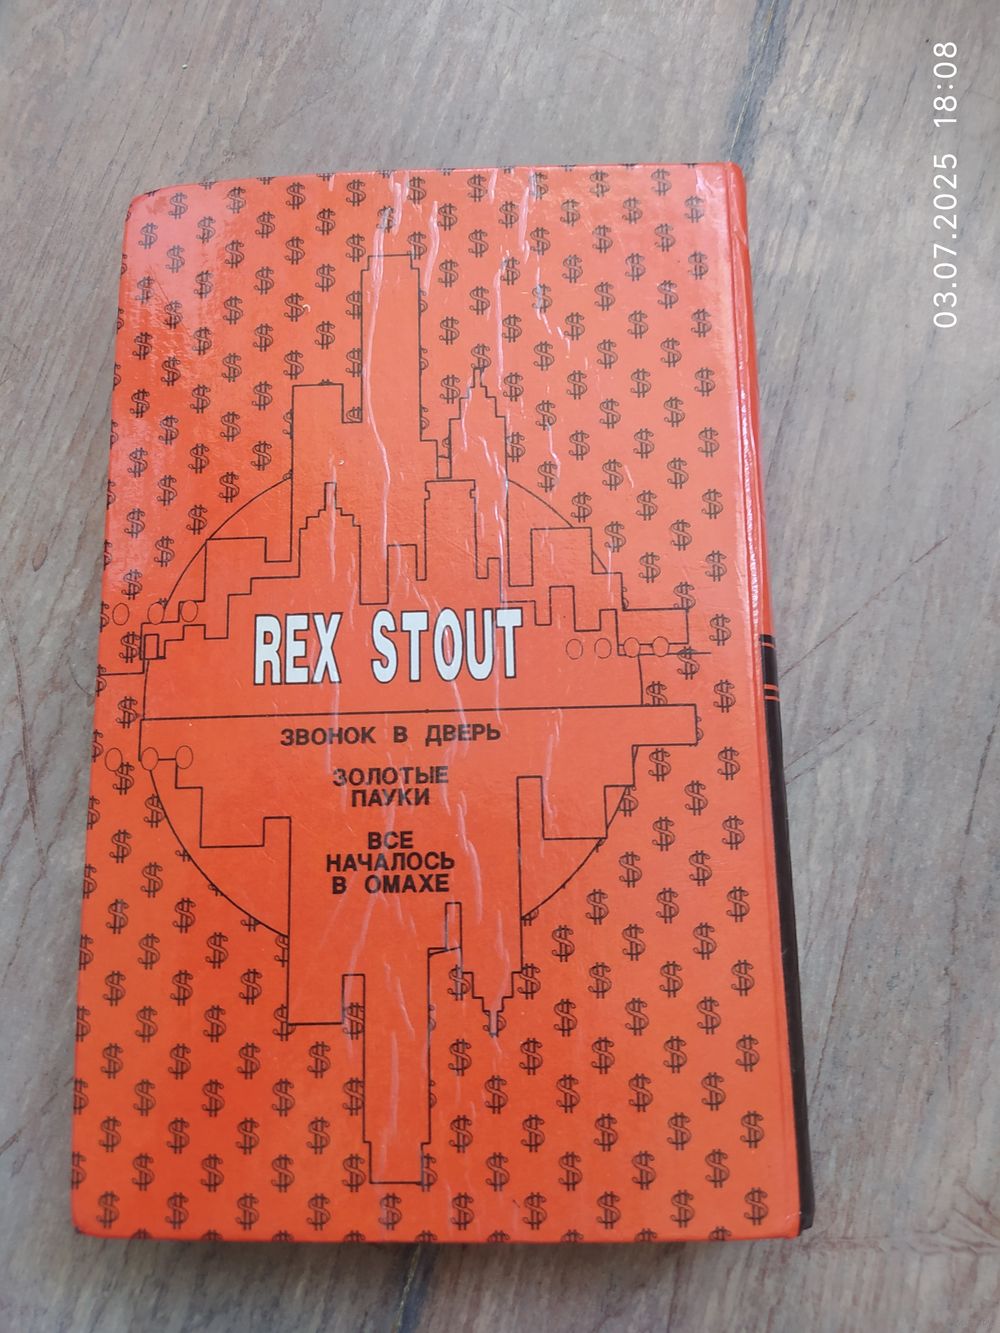 03.07.2025 18:08
REX STOUT
ЗВОНОК В ДВЕРЬ
ЗОЛОТЫЕ
ПАУКИ
ВСЕ
НАЧАЛОСЬ
В ОМАХЕ